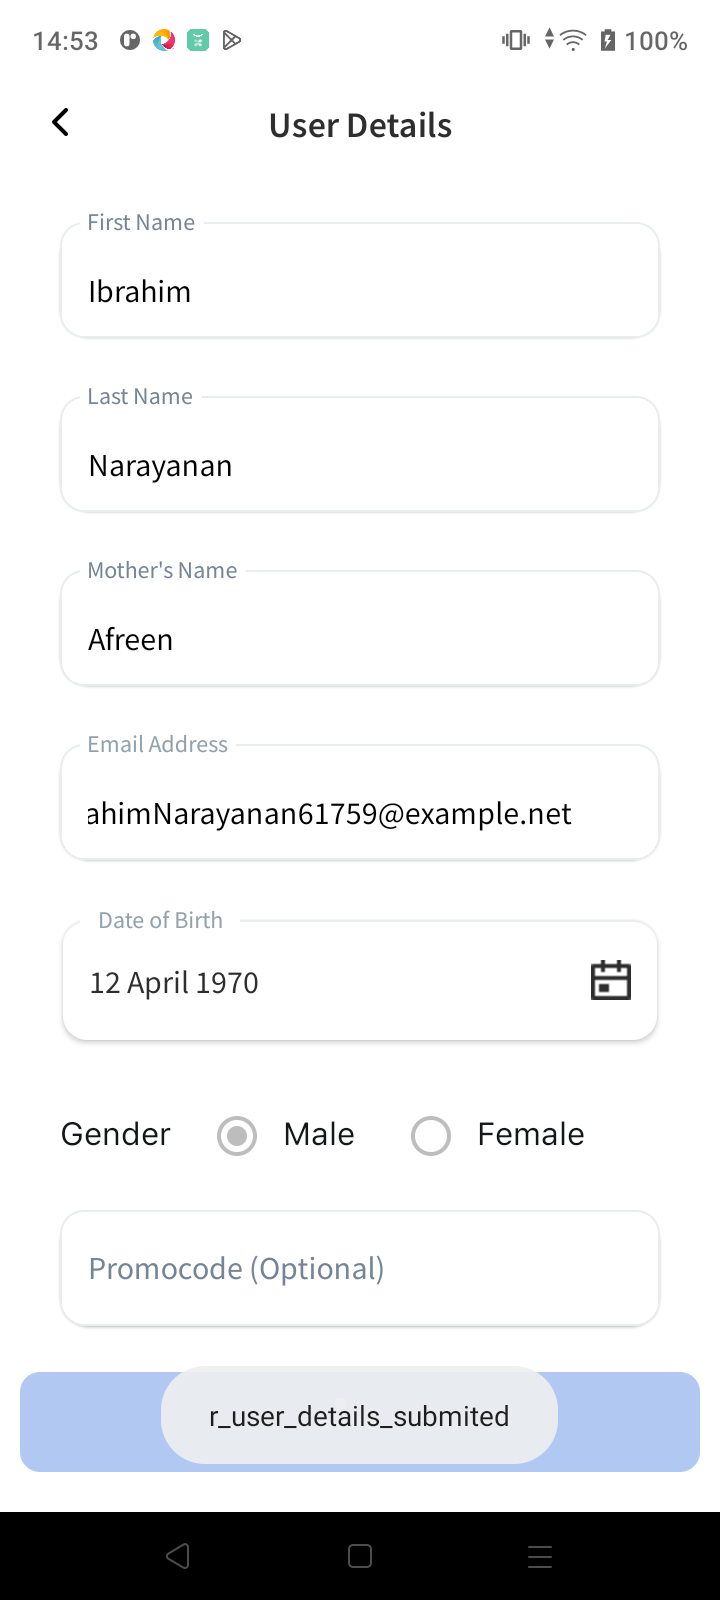 14:53
100%
User Details
First Name
Ibrahim
Last Name
Narayanan
Mother's Name
Afreen
Email Address
ahimNarayanan61759@example.net
Date of Birth
12 April 1970
Gender Male Female
Promocode (Optional)
r_user_details_submited